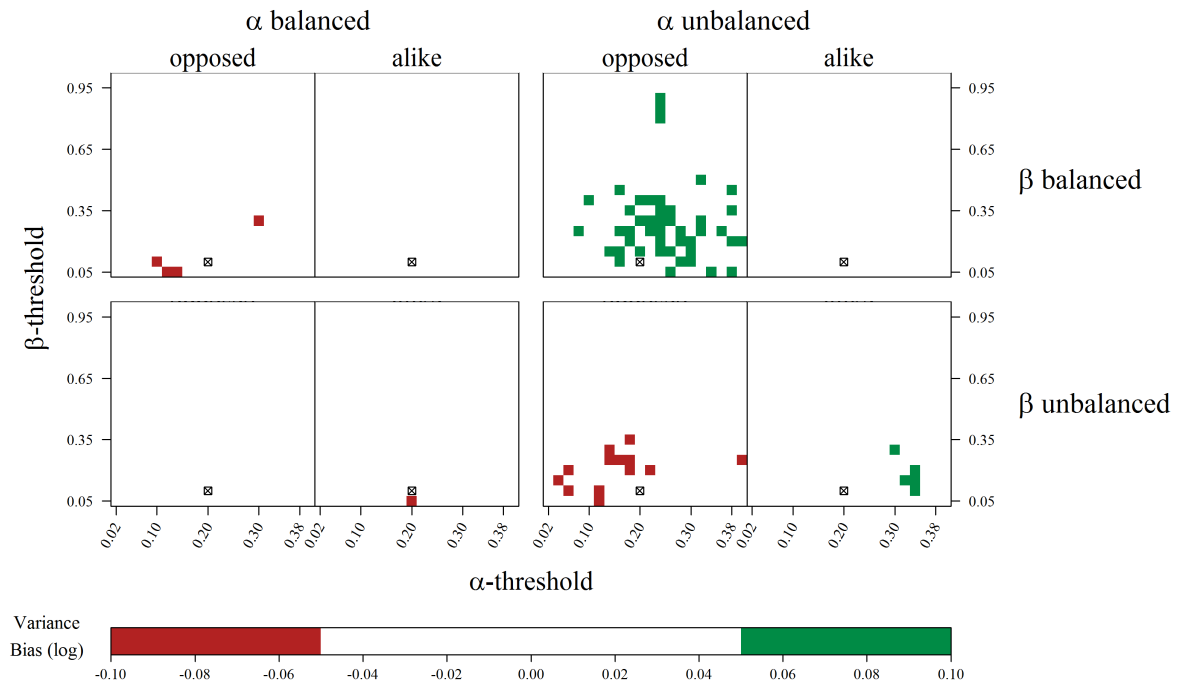 α balanced α unbalanced
opposed alike opposed alike
0.95 0.95
0.65 0.65
0.35 0.35
0.05 0.05
β balanced
β-threshold
0.95 0.95
0.65 0.65
0.35 0.35
0.05 0.05
β unbalanced
0.02 0.10 0.20 0.30 0.38 0.02 0.10 0.20 0.30 0.38 0.02 0.10 0.20 0.30 0.38 0.02 0.10 0.20 0.30 0.38
α-threshold
Variance
Bias (log)
-0.10 -0.08 -0.06 -0.04 -0.02 0.00 0.02 0.04 0.06 0.08 0.10